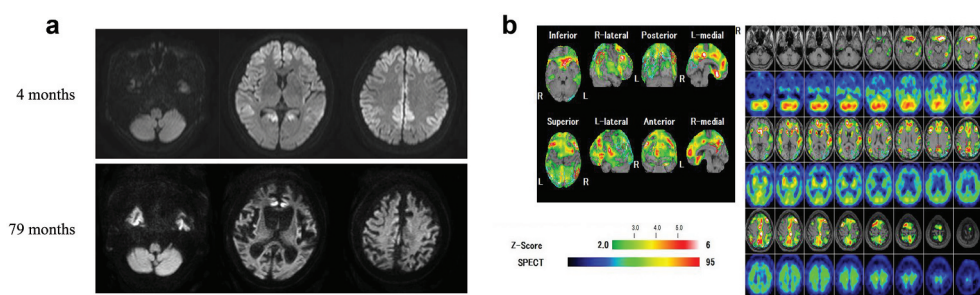 a
4 months
79 months
b
Inferior R-lateral Posterior L-medial
L R
R L
Superior L-lateral Anterior R-medial
R L
L R
Z-Score 2.0 3.0 4.0 5.0 6
SPECT 95
R